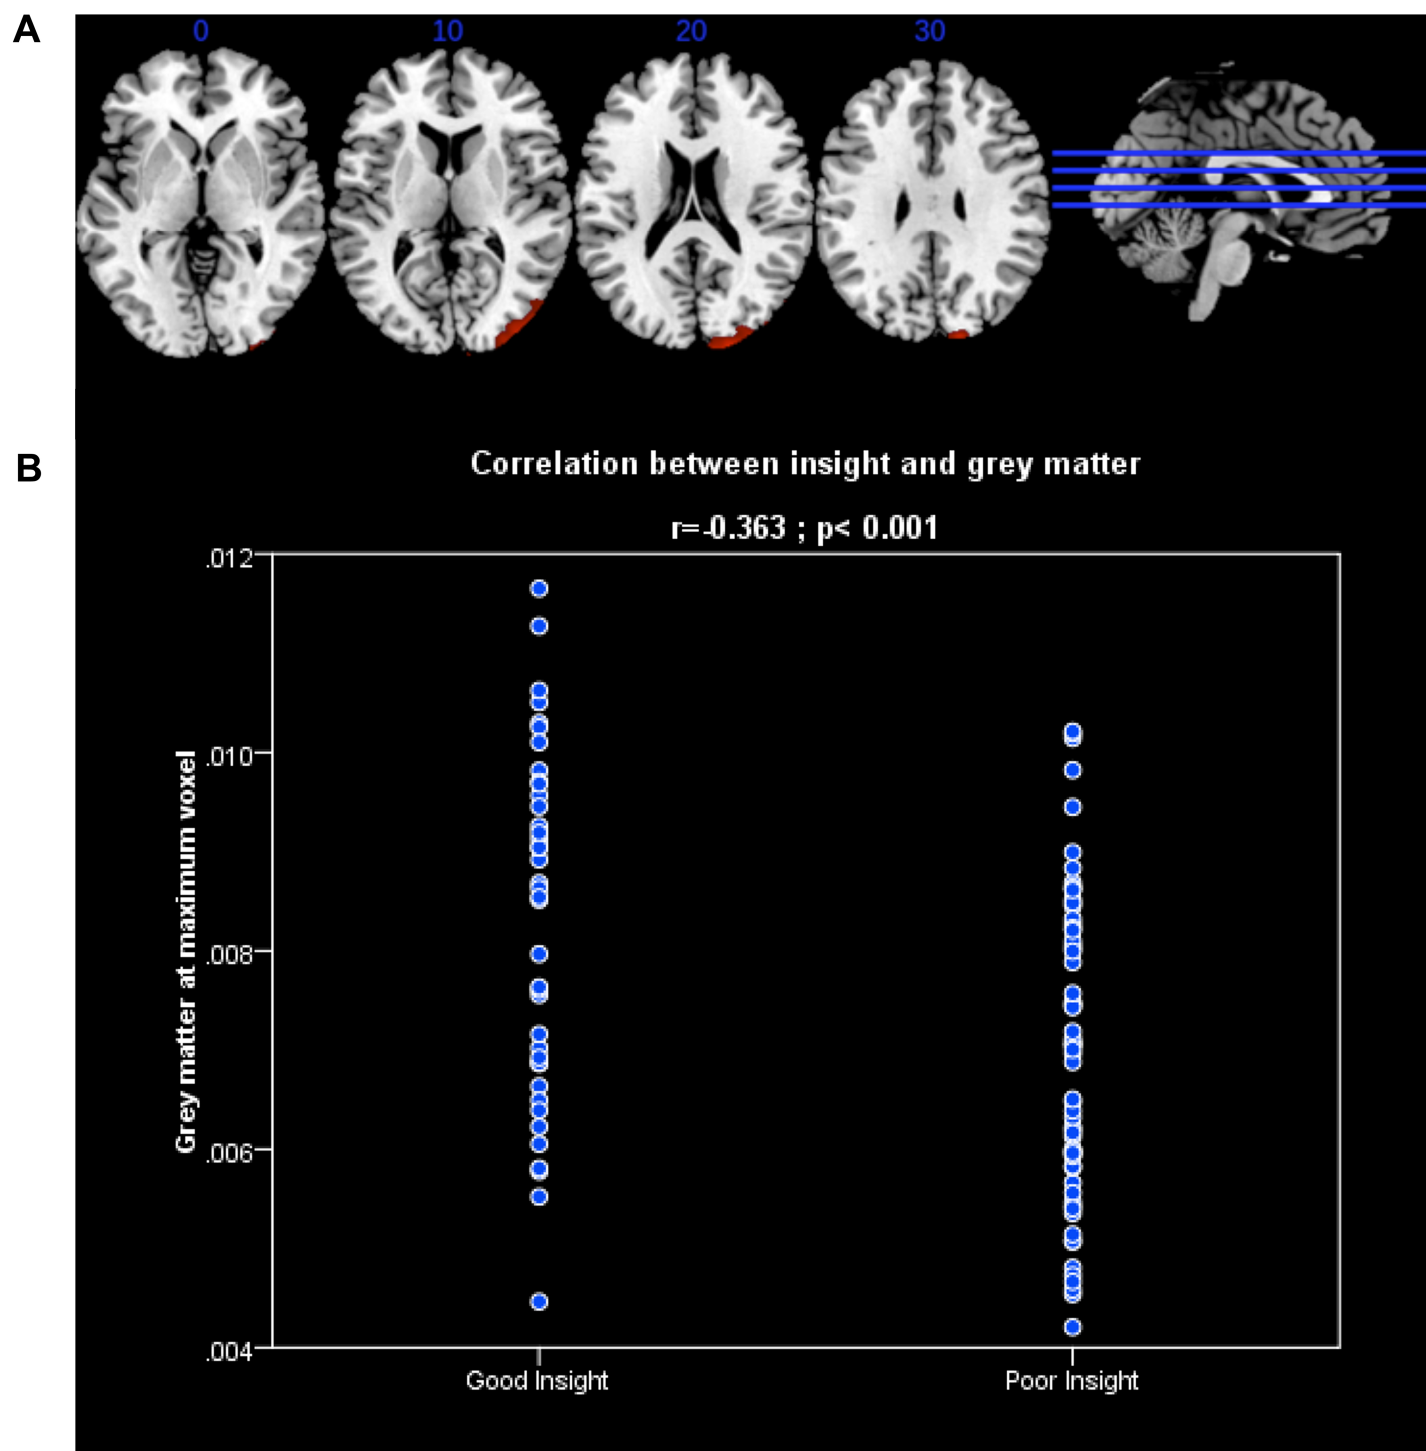 A
0 10 20 30
B
Correlation between insight and grey matter
r=-0.363 ; p< 0.001
Grey matter at maximum voxel
.012
.010
.008
.006
.004
Good Insight Poor Insight